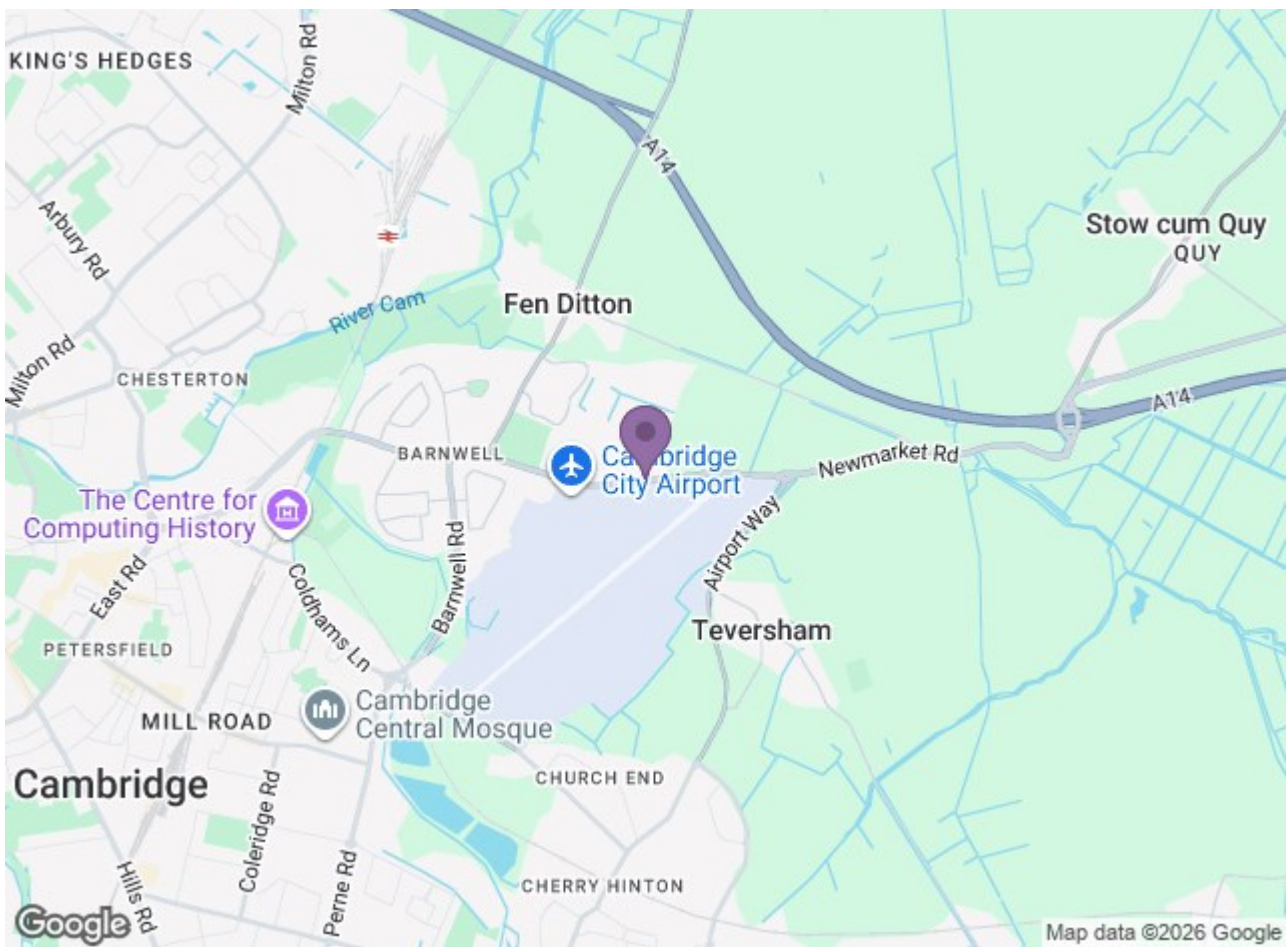 KING'S HEDGES
Milton Rd
A14
Arbury Rd
Stow cum Quy
QUY
River Cam
Fen Ditton
Milton Rd
CHESTERTON
A14
BARNWELL
Cambridge
City Airport
Newmarket Rd
The Centre for
Computing History
Airport Way
Barnwell Rd
East Rd
Coldhams Ln
Teversham
PETERSFIELD
Cambridge
Central Mosque
MILL ROAD
Cambridge
CHURCH END
Coleridge Rd
Perne Rd
Hills Rd
CHERRY HINTON
Google
Map data ©2026 Google